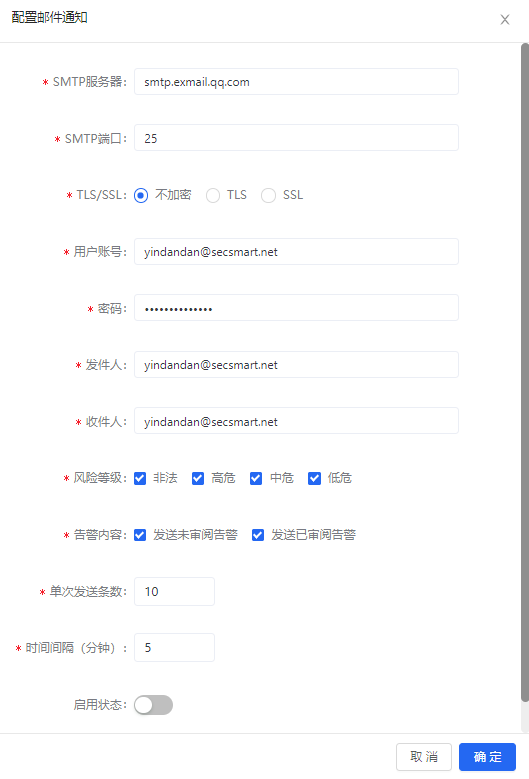 配置邮件通知
* SMTP服务器: smtp.exmail.qq.com
* SMTP端口: 25
* TLS/SSL: 不加密 TLS SSL
* 用户账号: yindandan@secsmart.net
* 密码: ••••••••••••••
* 发件人: yindandan@secsmart.net
* 收件人: yindandan@secsmart.net
* 风险等级: 非法 高危 中危 低危
* 告警内容: 发送未审阅告警 发送已审阅告警
* 单次发送条数: 10
* 时间间隔（分钟）: 5
启用状态:
取 消 确 定